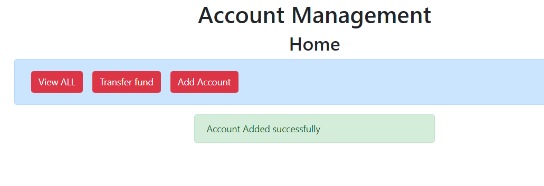 Account Management
Home
View ALL Transfer fund Add Account
Account Added successfully